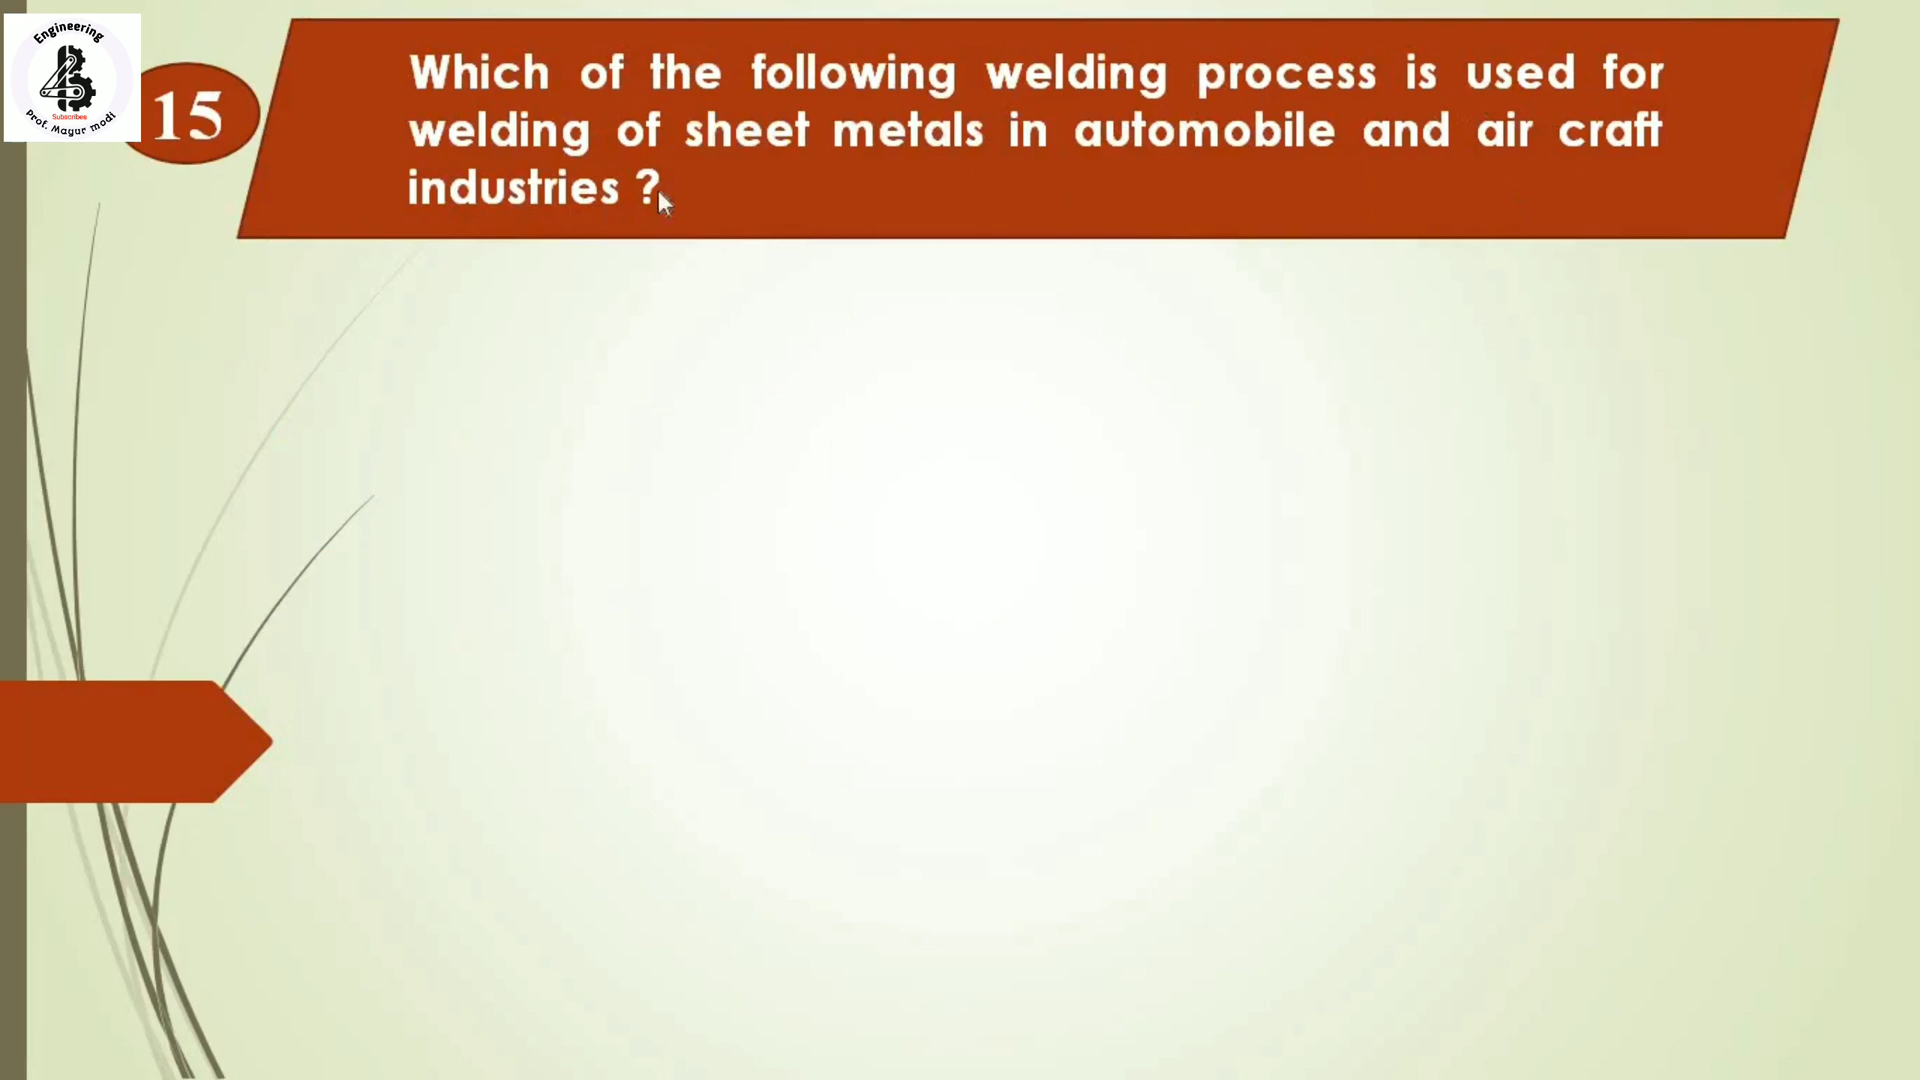 Engineering
Subscribes
Prof. Mayur modi
15
Which of the following welding process is used for
welding of sheet metals in automobile and air craft
industries ?